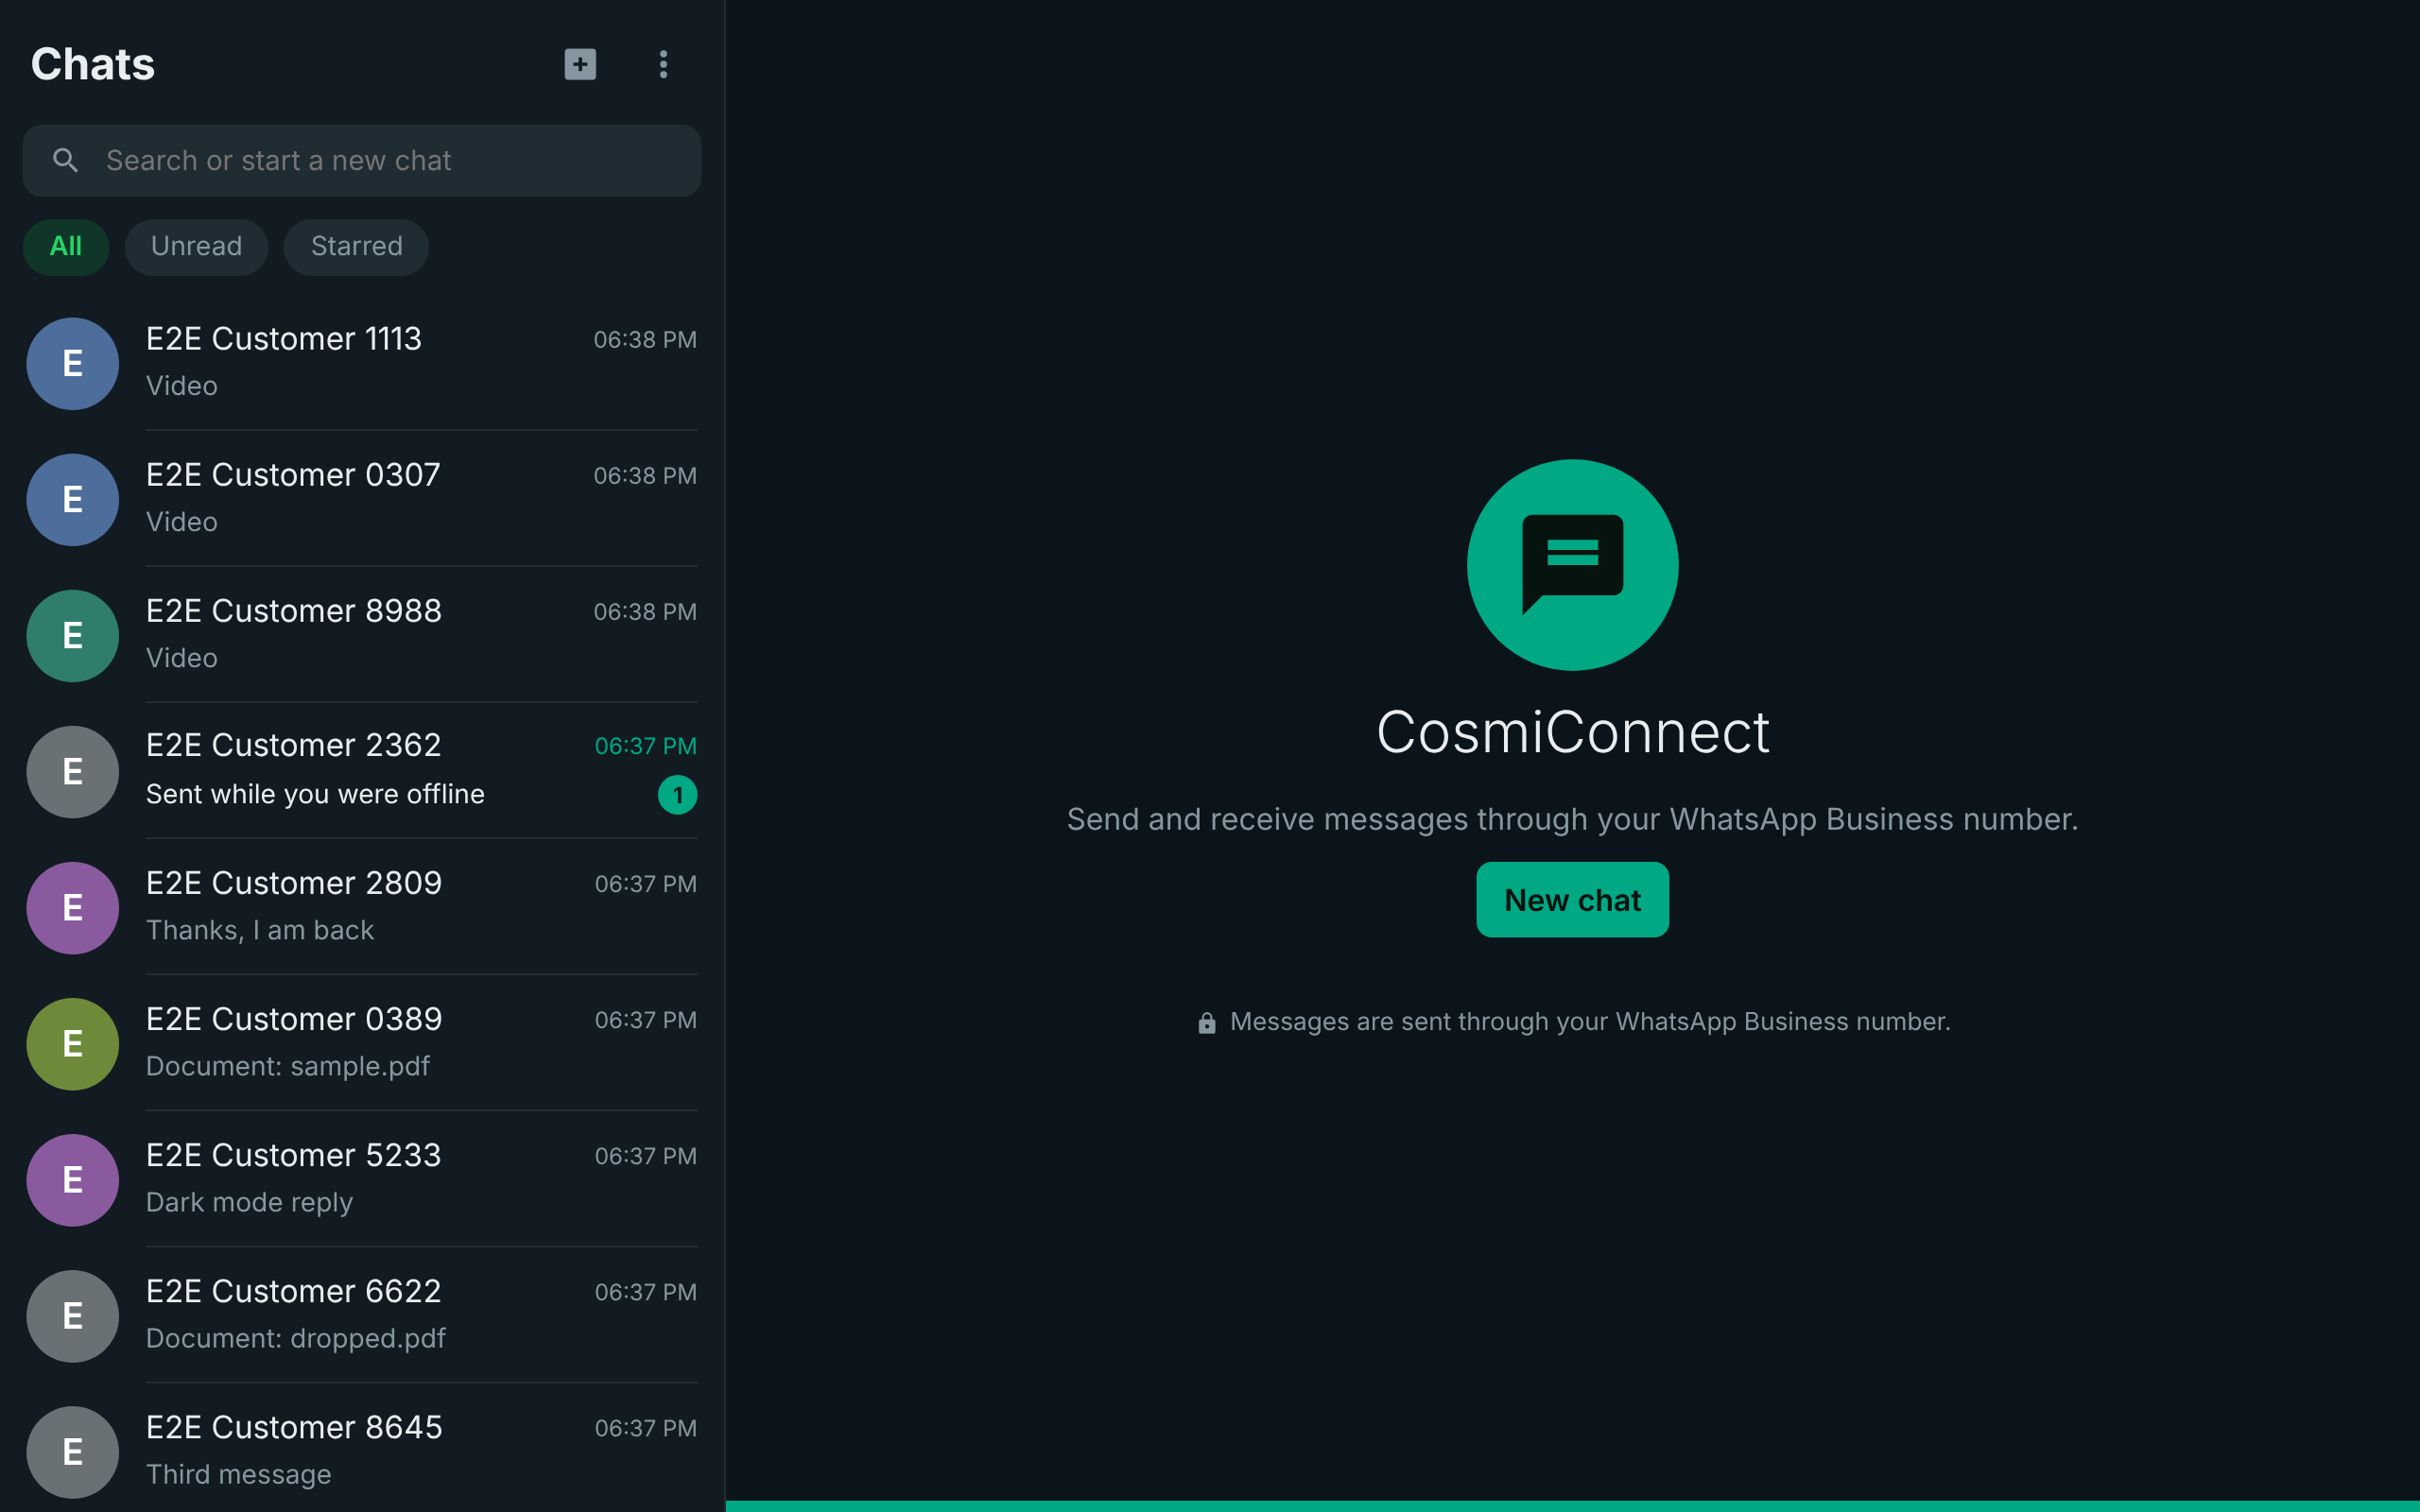 Chats
Search or start a new chat
All Unread Starred
E
E2E Customer 1113 06:38 PM
Video
E
E2E Customer 0307 06:38 PM
Video
E
E2E Customer 8988 06:38 PM
Video
E
E2E Customer 2362 06:37 PM
Sent while you were offline 1
E
E2E Customer 2809 06:37 PM
Thanks, I am back
E
E2E Customer 0389 06:37 PM
Document: sample.pdf
E
E2E Customer 5233 06:37 PM
Dark mode reply
E
E2E Customer 6622 06:37 PM
Document: dropped.pdf
E
E2E Customer 8645 06:37 PM
Third message
CosmiConnect
Send and receive messages through your WhatsApp Business number.
New chat
Messages are sent through your WhatsApp Business number.